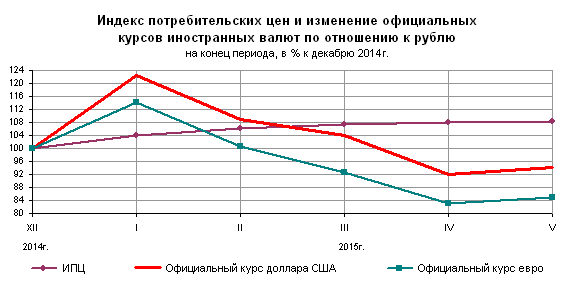 Индекс потребительских цен и изменение официальных
курсов иностранных валют по отношению к рублю
на конец периода, в % к декабрю 2014г.
124
120
116
112
108
104
100
96
92
88
84
80
XII I II III IV V
2014г. 2015г.
ИПЦ Официальный курс доллара США Официальный курс евро